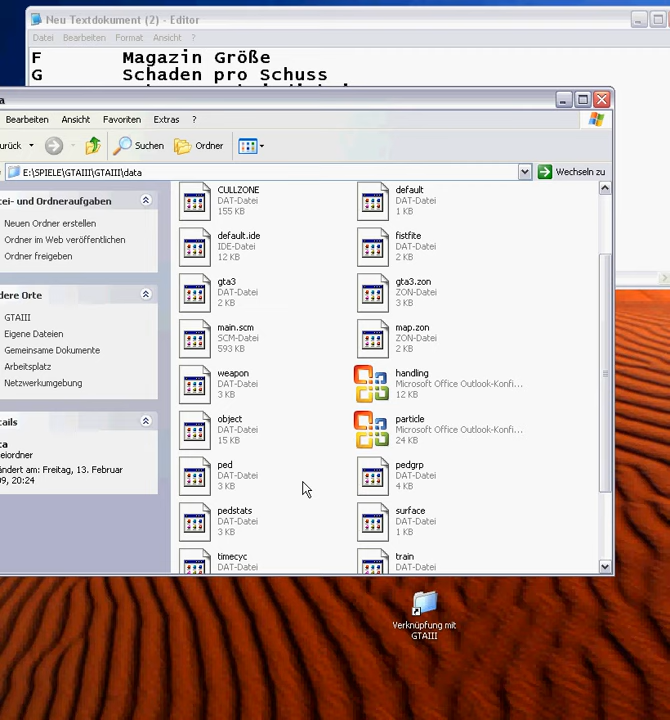 Neu Textdokument (2) - Editor
Datei Bearbeiten Format Ansicht ?
F Magazin Größe
G Schaden pro Schuss
a
Bearbeiten Ansicht Favoriten Extras ?
urück Suchen Ordner
E:\SPIELE\GTAIII\GTAIII\data Wechseln zu
tei- und Ordneraufgaben
Neuen Ordner erstellen
Ordner im Web veröffentlichen
Ordner freigeben
dere Orte
GTAIII
Eigene Dateien
Gemeinsame Dokumente
Arbeitsplatz
Netzwerkumgebung
tails
ta
eiordner
ändert am: Freitag, 13. Februar
09, 20:24
CULLZONE
DAT-Datei
155 KB
default
DAT-Datei
1 KB
default.ide
IDE-Datei
12 KB
fistfite
DAT-Datei
2 KB
gta3
DAT-Datei
2 KB
gta3.zon
ZON-Datei
3 KB
main.scm
SCM-Datei
593 KB
map.zon
ZON-Datei
2 KB
weapon
DAT-Datei
3 KB
handling
Microsoft Office Outlook-Konfi...
12 KB
object
DAT-Datei
15 KB
particle
Microsoft Office Outlook-Konfi...
24 KB
ped
DAT-Datei
3 KB
pedgrp
DAT-Datei
4 KB
pedstats
DAT-Datei
3 KB
surface
DAT-Datei
1 KB
timecyc
DAT-Datei
train
DAT-Datei
Verknüpfung mit
GTAIII